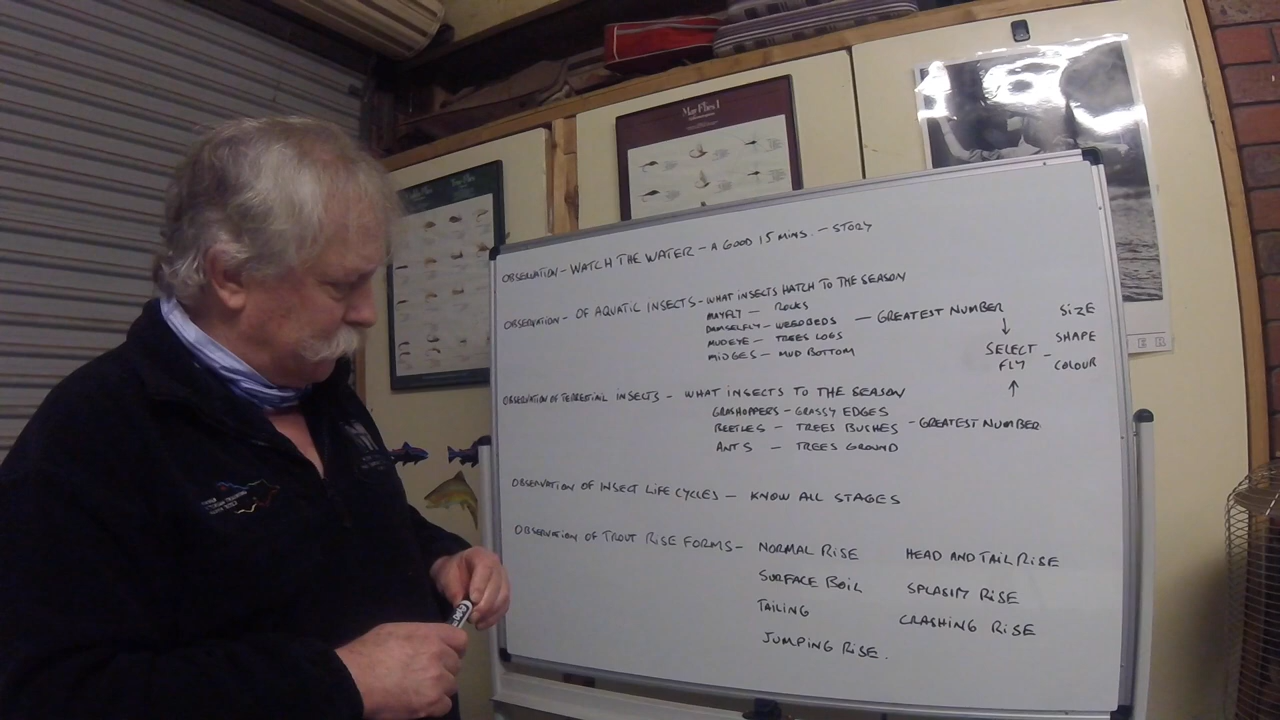 May Flies I
OBSERVATION - WATCH THE WATER - A GOOD 15 MINS. - STORY
OBSERVATION - OF AQUATIC INSECTS - WHAT INSECTS HATCH TO THE SEASON
MAYFLY - ROCKS
DAMSELFLY - WEEDBEDS - GREATEST NUMBER
MUDEYE - TREES LOGS
MIDGES - MUD BOTTOM
SELECT FLY -
SIZE
SHAPE
COLOUR
OBSERVATION OF TERRESTIAIL INSECTS - WHAT INSECTS TO THE SEASON
GRASHOPPERS - GRASSY EDGES
BEETLES - TREES BUSHES - GREATEST NUMBER
ANTS - TREES GROUND
OBSERVATION OF INSECT LIFE CYCLES - KNOW ALL STAGES
OBSERVATION OF TROUT RISE FORMS - NORMAL RISE HEAD AND TAIL RISE
SURFACE BOIL SPLASHY RISE
TAILING CRASHING RISE
JUMPING RISE.